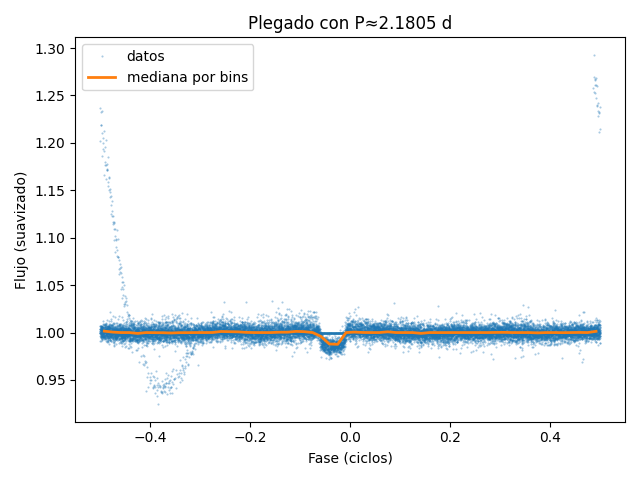 Plegado con P≈2.1805 d
datos
mediana por bins
1.30
1.25
1.20
1.15
1.10
1.05
1.00
0.95
Flujo (suavizado)
−0.4
−0.2
0.0
0.2
0.4
Fase (ciclos)